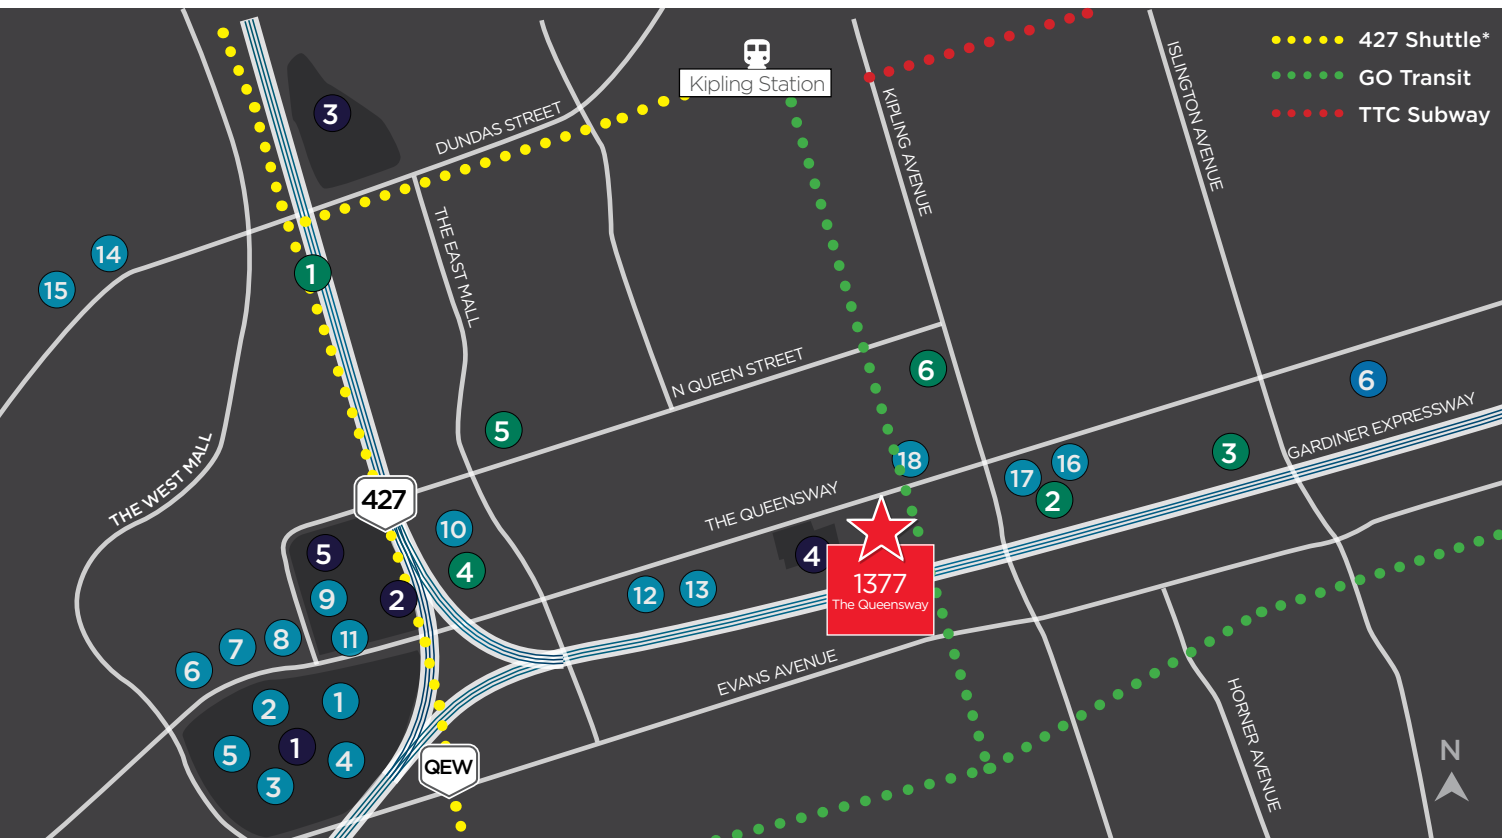 427 Shuttle*
GO Transit
TTC Subway
Kipling Station
3
DUNDAS STREET
KIPLING AVENUE
ISLINGTON AVENUE
THE EAST MALL
14
15
1
N QUEEN STREET
6
6
5
THE WEST MALL
GARDINER EXPRESSWAY
3
18
17
16
2
427
THE QUEENSWAY
10
4
5
9
2
4
1377
The Queensway
12
13
11
8
7
6
EVANS AVENUE
HORNER AVENUE
2
1
1
5
4
3
QEW
N